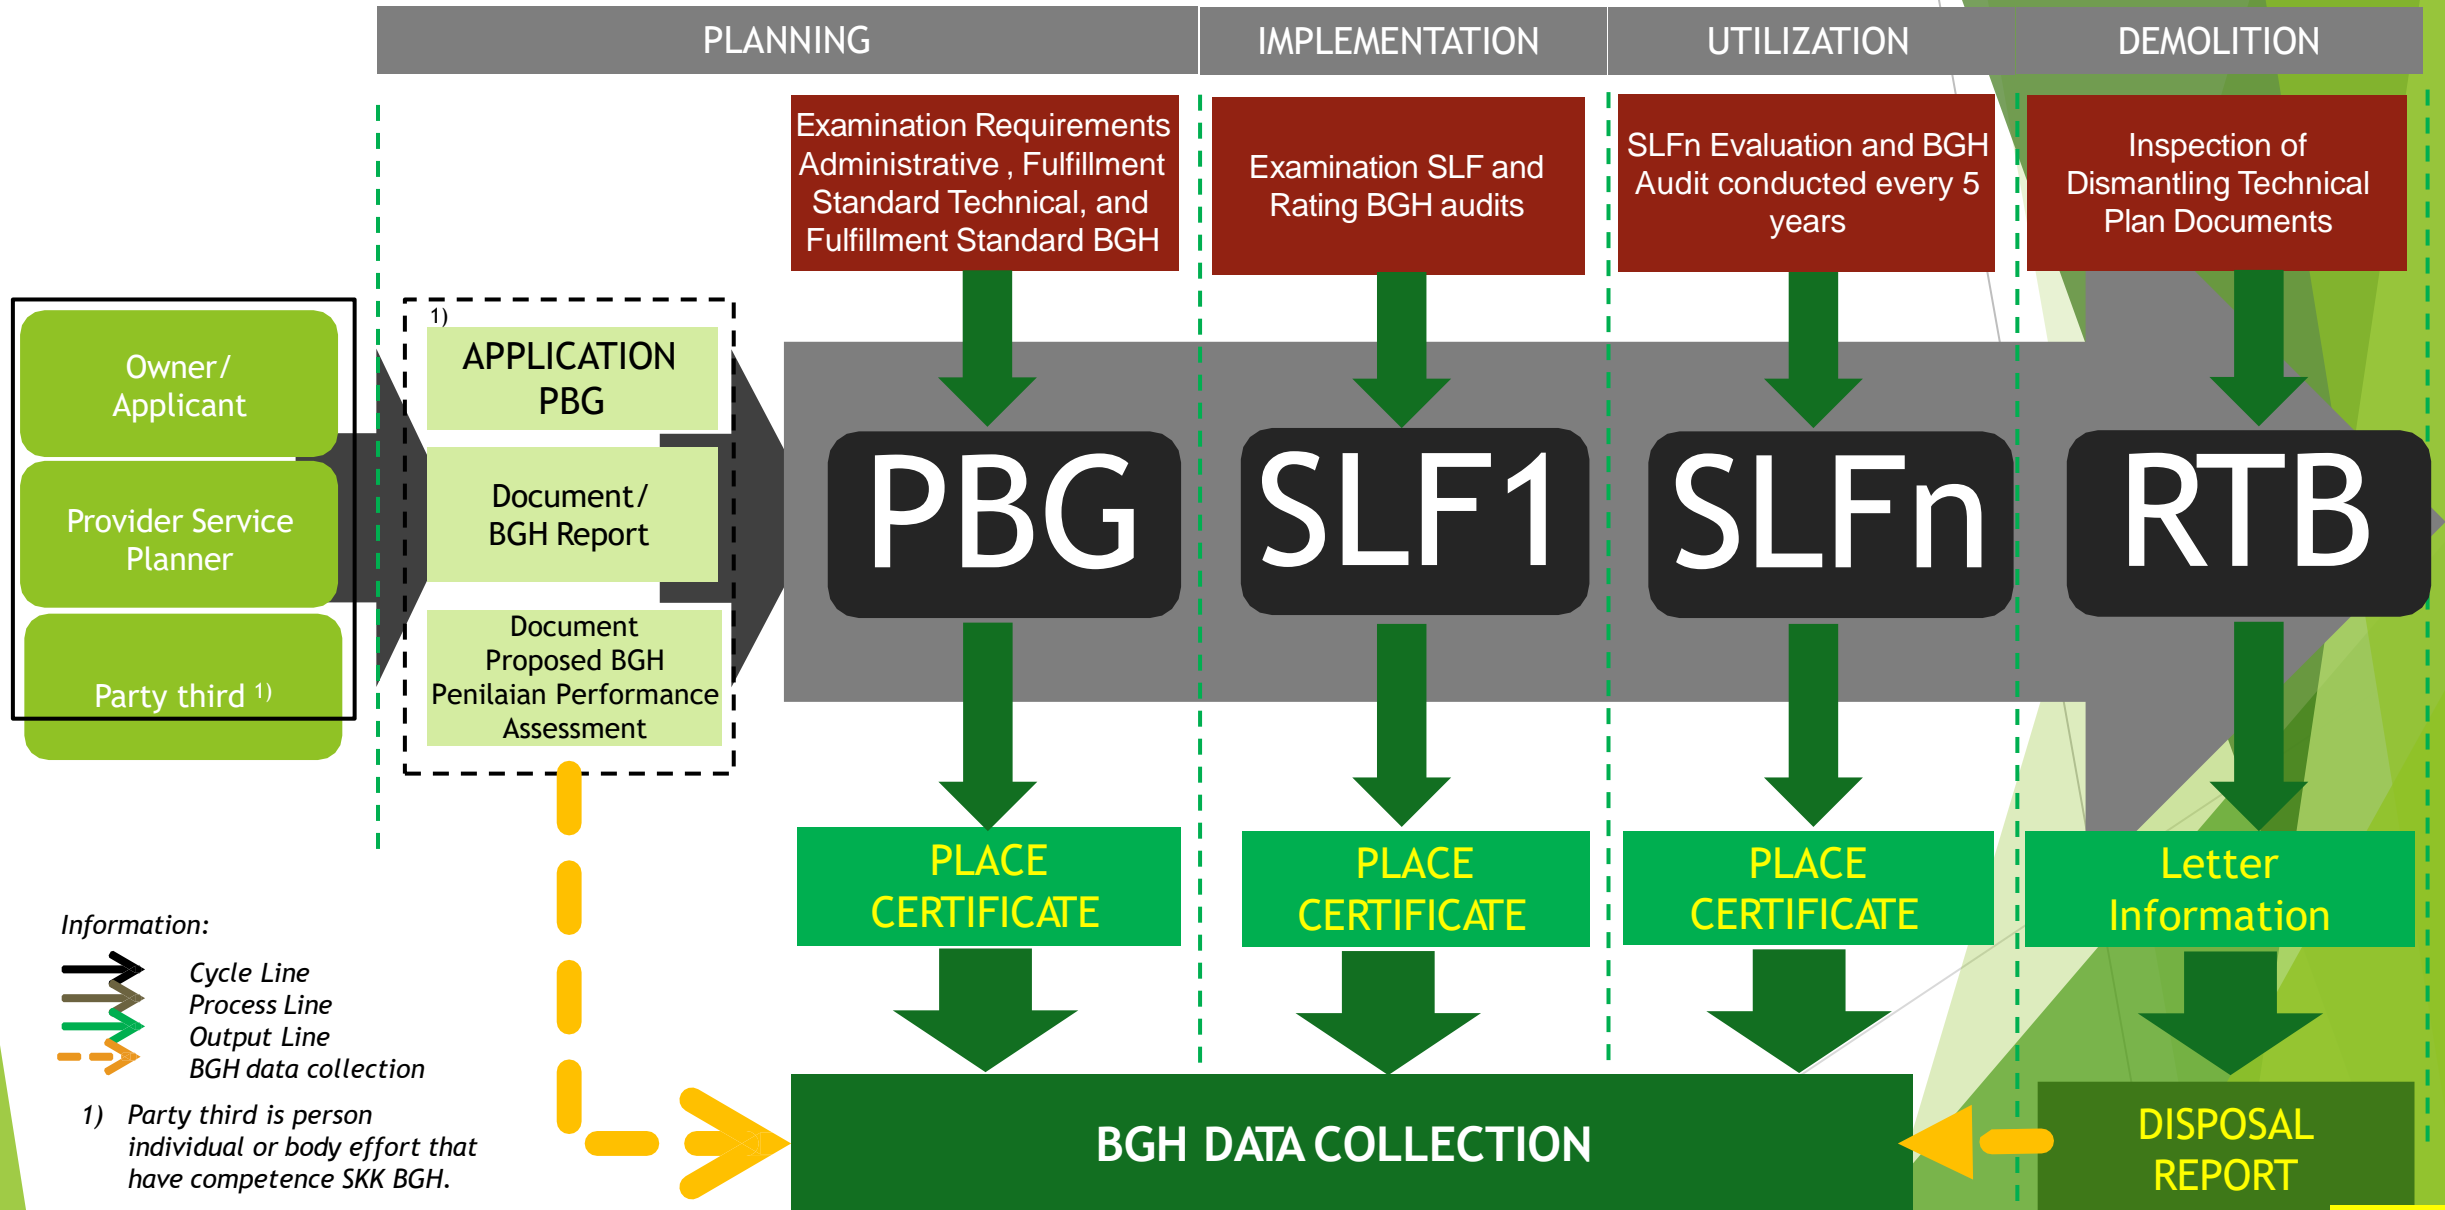 PLANNING
IMPLEMENTATION
UTILIZATION
DEMOLITION
Examination Requirements
Administrative , Fulfillment
Standard Technical, and
Fulfillment Standard BGH
Examination SLF and
Rating BGH audits
SLFn Evaluation and BGH
Audit conducted every 5
years
Inspection of
Dismantling Technical
Plan Documents
Owner/
Applicant
Provider Service
Planner
Party third 1)
1)
APPLICATION
PBG
Document/
BGH Report
Document
Proposed BGH
Penilaian Performance
Assessment
PBG
SLF1
SLFn
RTB
PLACE
CERTIFICATE
PLACE
CERTIFICATE
PLACE
CERTIFICATE
Letter
Information
Information:
Cycle Line
Process Line
Output Line
BGH data collection
1) Party third is person
individual or body effort that
have competence SKK BGH.
BGH DATA COLLECTION
DISPOSAL
REPORT